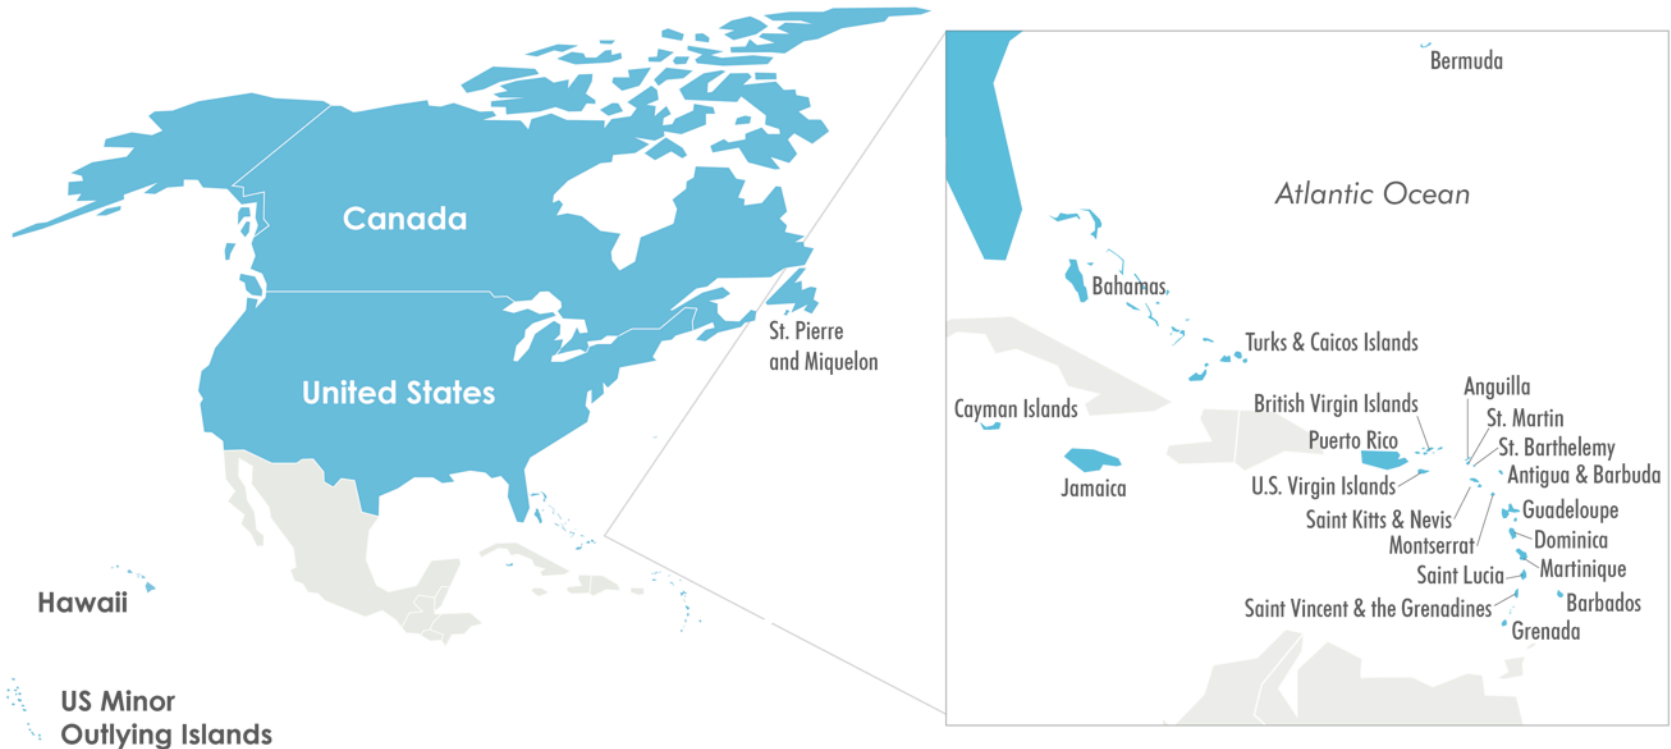 Canada
United States
St. Pierre
and Miquelon
Hawaii
US Minor
Outlying Islands
Bermuda
Atlantic Ocean
Bahamas
Turks & Caicos Islands
Cayman Islands
Jamaica
British Virgin Islands
Puerto Rico
U.S. Virgin Islands
Anguilla
St. Martin
St. Barthelemy
Antigua & Barbuda
Saint Kitts & Nevis
Montserrat
Guadeloupe
Dominica
Martinique
Saint Lucia
Barbados
Saint Vincent & the Grenadines
Grenada